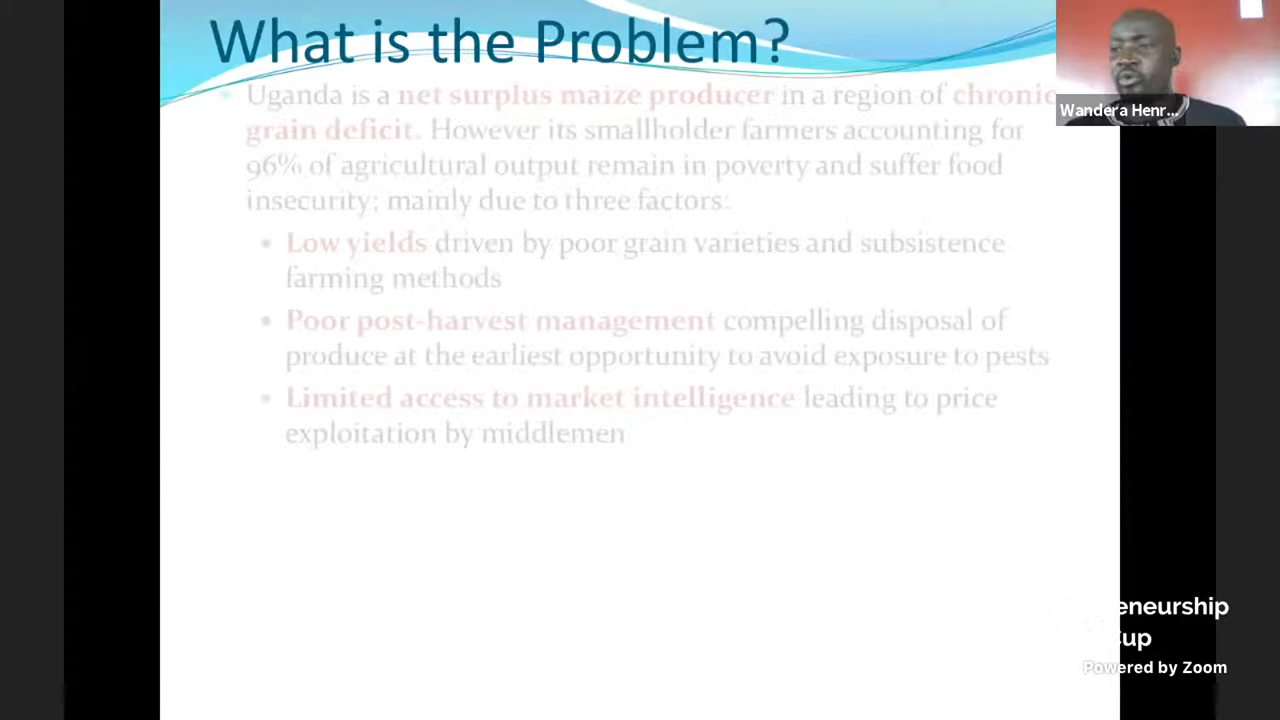 What is the Problem?
Uganda is a net surplus maize producer in a region of chronic
grain deficit. However its smallholder farmers accounting for
96% of agricultural output remain in poverty and suffer food
insecurity; mainly due to three factors:
• Low yields driven by poor grain varieties and subsistence
farming methods
• Poor post-harvest management compelling disposal of
produce at the earliest opportunity to avoid exposure to pests
• Limited access to market intelligence leading to price
exploitation by middlemen
Wandera Henr...
eneurship
up
Powered by Zoom